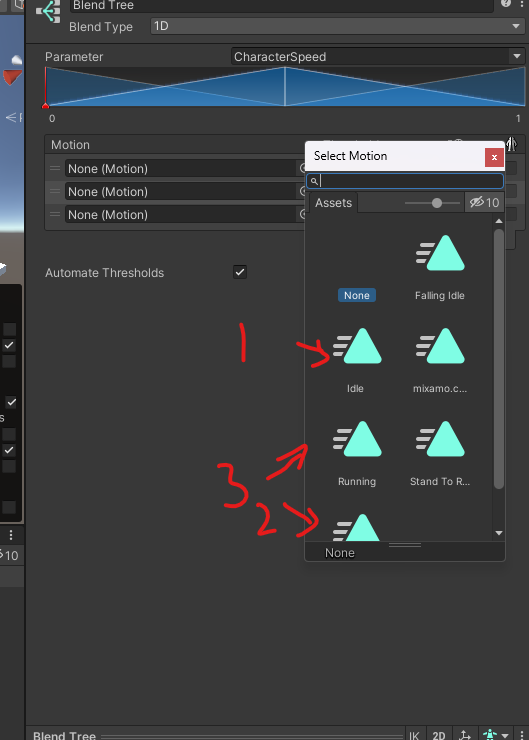 Blend Tree
Blend Type 1D
Parameter CharacterSpeed
0 1
Motion
None (Motion)
None (Motion)
None (Motion)
Select Motion x
Assets 10
None Falling Idle
Idle mixamo.c...
Running Stand To R...
None
Automate Thresholds
1
3
2
s
10
Blend Tree IK 2D